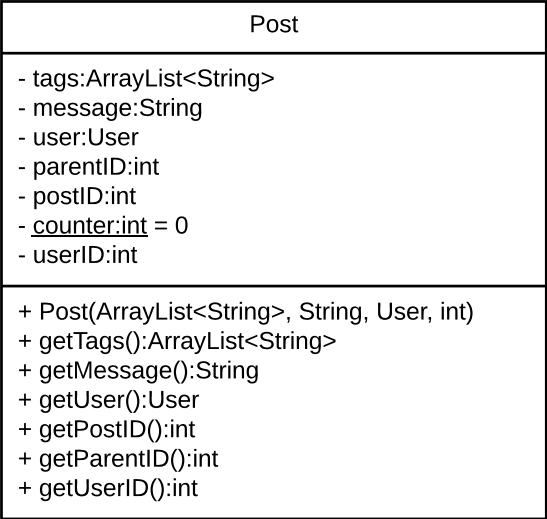 Post
- tags:ArrayList<String>
- message:String
- user:User
- parentID:int
- postID:int
- counter:int = 0
- userID:int
+ Post(ArrayList<String>, String, User, int)
+ getTags():ArrayList<String>
+ getMessage():String
+ getUser():User
+ getPostID():int
+ getParentID():int
+ getUserID():int